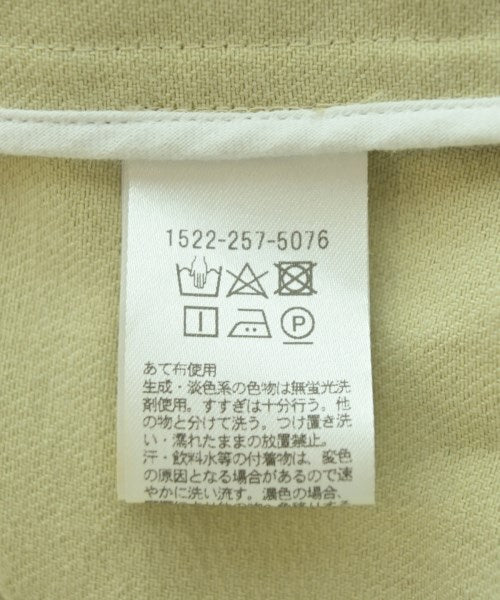 1522-257-5076
P
あて布使用
生成・淡色系の色物は無蛍光洗
剤使用。すすぎは十分行う。他
の物と分けて洗う。つけ置き洗
い・濡れたままの放置禁止。
汗・飲料水等の付着物は、変色
の原因となる場合があるので速
やかに洗い流す。濃色の場合、